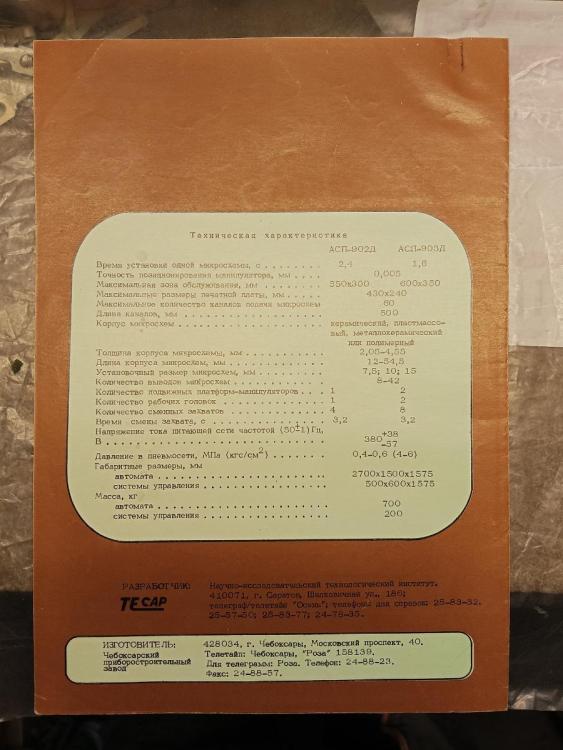 Техническая характеристика
АСП-902Д АСП-903Д
Время установки одной микросхемы, с ........ 2,4 1,6
Точность позиционирования манипулятора, мм .... 0,005
Максимальная зона обслуживания, мм ........ 550х300 600х350
Максимальные размеры печатной платы, мм ..... 430х240
Максимальное количество каналов подачи микросхем 60
Длина каналов, мм .................... 500
Корпус микросхем .................... керамический, пластмассо-
вый, металлокерамический
или полимерный
Толщина корпуса микросхемы, мм ........... 2,05-4,55
Длина корпуса микросхем, мм ............. 12-54,5
Установочный размер микросхем, мм ......... 7,5; 10; 15
Количество выводов микросхем ............ 8-42
Количество подвижных платформ-манипуляторов ... 1 2
Количество рабочих головок .............. 1 2
Количество сменных захватов ............. 4 8
Время смены захвата, с ................ 3,2 3,2
Напряжение тока питающей сети частотой (50±1)Гц,
В ............................. 380 +38 -57
Давление в пневмосети, МПа (кгс/см2) ....... 0,4-0,6 (4-6)
Габаритные размеры, мм
автомата ........................ 2700х1500х1575
системы управления ................. 500х600х1575
Масса, кг
автомата ........................ 700
системы управления ................. 200
РАЗРАБОТЧИК: Научно-исследовательский технологический институт.
410071, г. Саратов, Шелковичная ул., 186;
ТЕСАР телеграф/телетайп "Осень"; телефоны для справок: 25-83-32.
25-57-50; 25-83-77; 24-78-35.
ИЗГОТОВИТЕЛЬ: 428034, г. Чебоксары, Московский проспект, 40.
Чебоксарский Телетайп: Чебоксары, "Роза" 158139.
приборостроительный Для телеграмм: Роза. Телефон: 24-88-23.
завод Факс: 24-88-57.